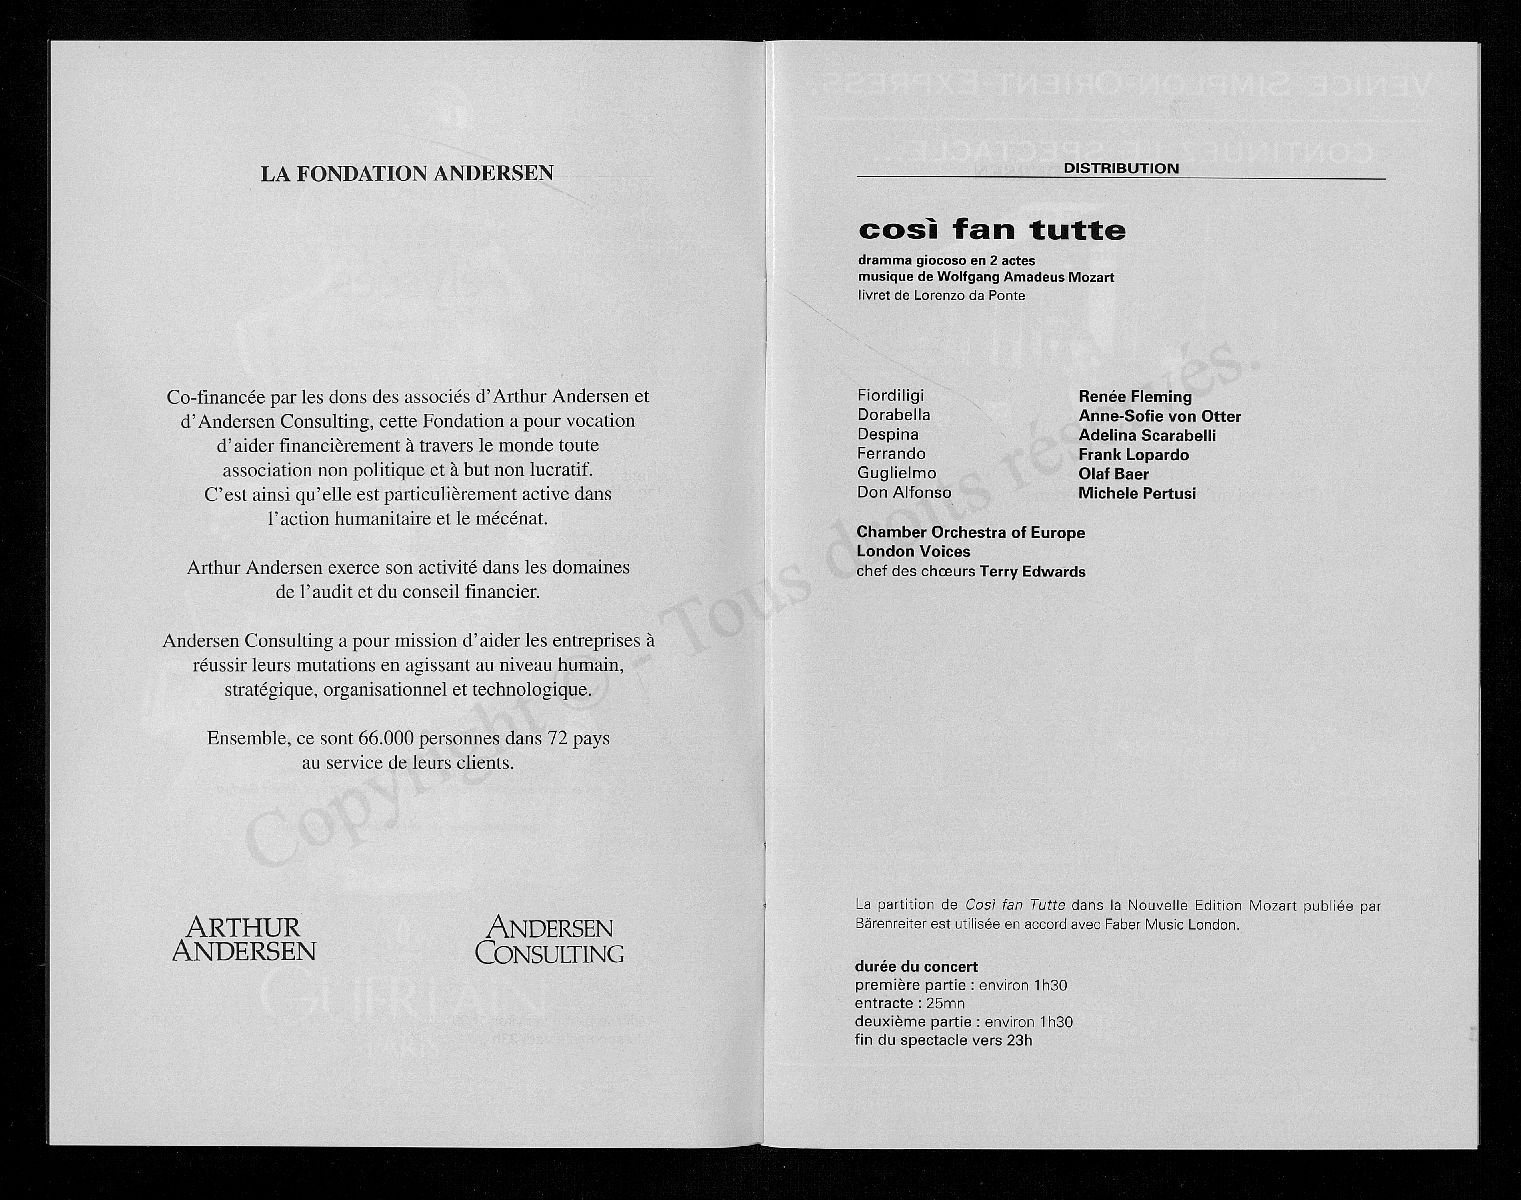 LA FONDATION ANDERSEN
Co-financée par les dons des associés d'Arthur Andersen et
d'Andersen Consulting, cette Fondation a pour vocation
d'aider financièrement à travers le monde toute
association non politique et à but non lucratif.
C'est ainsi qu'elle est particulièrement active dans
l'action humanitaire et le mécénat.
Arthur Andersen exerce son activité dans les domaines
de l'audit et du conseil financier.
Andersen Consulting a pour mission d'aider les entreprises à
réussir leurs mutations en agissant au niveau humain,
stratégique, organisationnel et technologique.
Ensemble, ce sont 66.000 personnes dans 72 pays
au service de leurs clients.
ARTHUR
ANDERSEN
ANDERSEN
CONSULTING
GUERLAIN
PARIS
VENICE SIMPLON-ORIENT-EXPRESS
DISTRIBUTION
così fan tutte
dramma giocoso en 2 actes
musique de Wolfgang Amadeus Mozart
livret de Lorenzo da Ponte
Fiordiligi Renée Fleming
Dorabella Anne-Sofie von Otter
Despina Adelina Scarabelli
Ferrando Frank Lopardo
Guglielmo Olaf Baer
Don Alfonso Michele Pertusi
Chamber Orchestra of Europe
London Voices
chef des chœurs Terry Edwards
La partition de Così fan Tutte dans la Nouvelle Edition Mozart publiée par
Bärenreiter est utilisée en accord avec Faber Music London.
durée du concert
première partie : environ 1h30
entracte : 25mn
deuxième partie : environ 1h30
fin du spectacle vers 23h
Copyright © - Tous droits réservés.